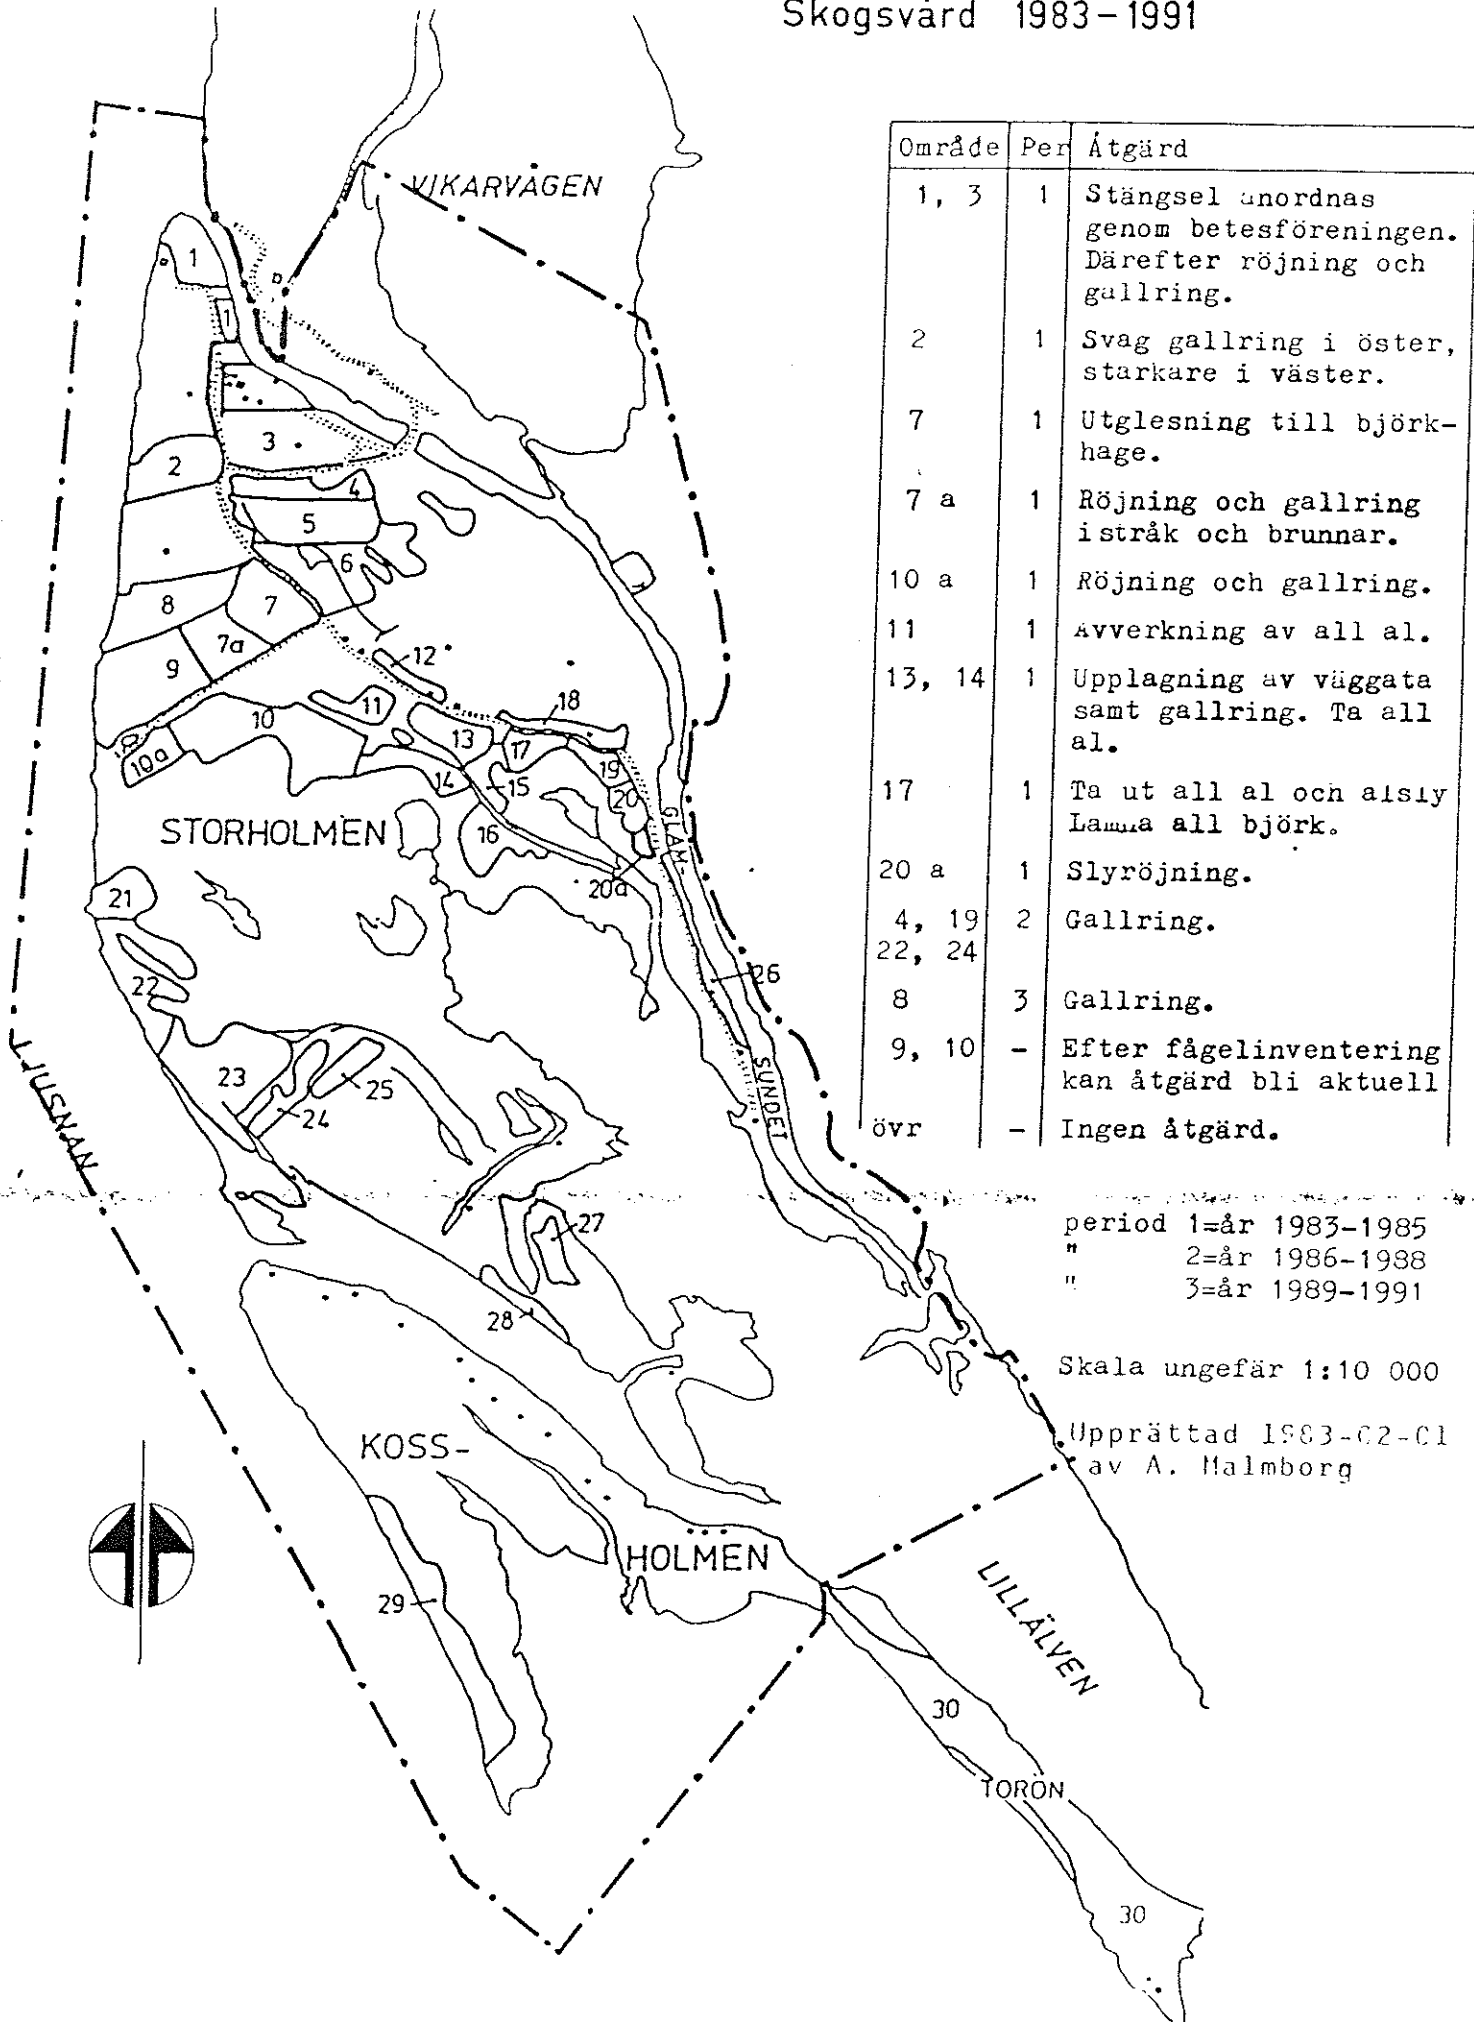 Skogsvård 1983-1991
Område Per Åtgärd
1, 3 1 Stängsel anordnas
genom betesföreningen.
Därefter röjning och
gallring.
2 1 Svag gallring i öster,
starkare i väster.
7 1 Utglesning till björk-
hage.
7 a 1 Röjning och gallring
i stråk och brunnar.
10 a 1 Röjning och gallring.
11 1 Avverkning av all al.
13, 14 1 Upplagning av väggata
samt gallring. Ta all
al.
17 1 Ta ut all al och alsly
Lämna all björk.
20 a 1 Slyröjning.
4, 19 2 Gallring.
22, 24
8 3 Gallring.
9, 10 - Efter fågelinventering
kan åtgärd bli aktuell
övr - Ingen åtgärd.
period 1=år 1983-1985
" 2=år 1986-1988
" 3=år 1989-1991
Skala ungefär 1:10 000
Upprättad 1983-02-01
av A. Malmborg
VIKARVÄGEN
1
1
3
2
4
5
6
8
7
7a
9
12
11
10
18
13
17
10a
19
14
15
20
STORHOLMEN
16
GLAM-
20a
21
22
26
23
25
24
SUNDET
LJUSNAN
27
28
KOSS-
HOLMEN
29
LILLÄLVEN
30
TORÖN
30